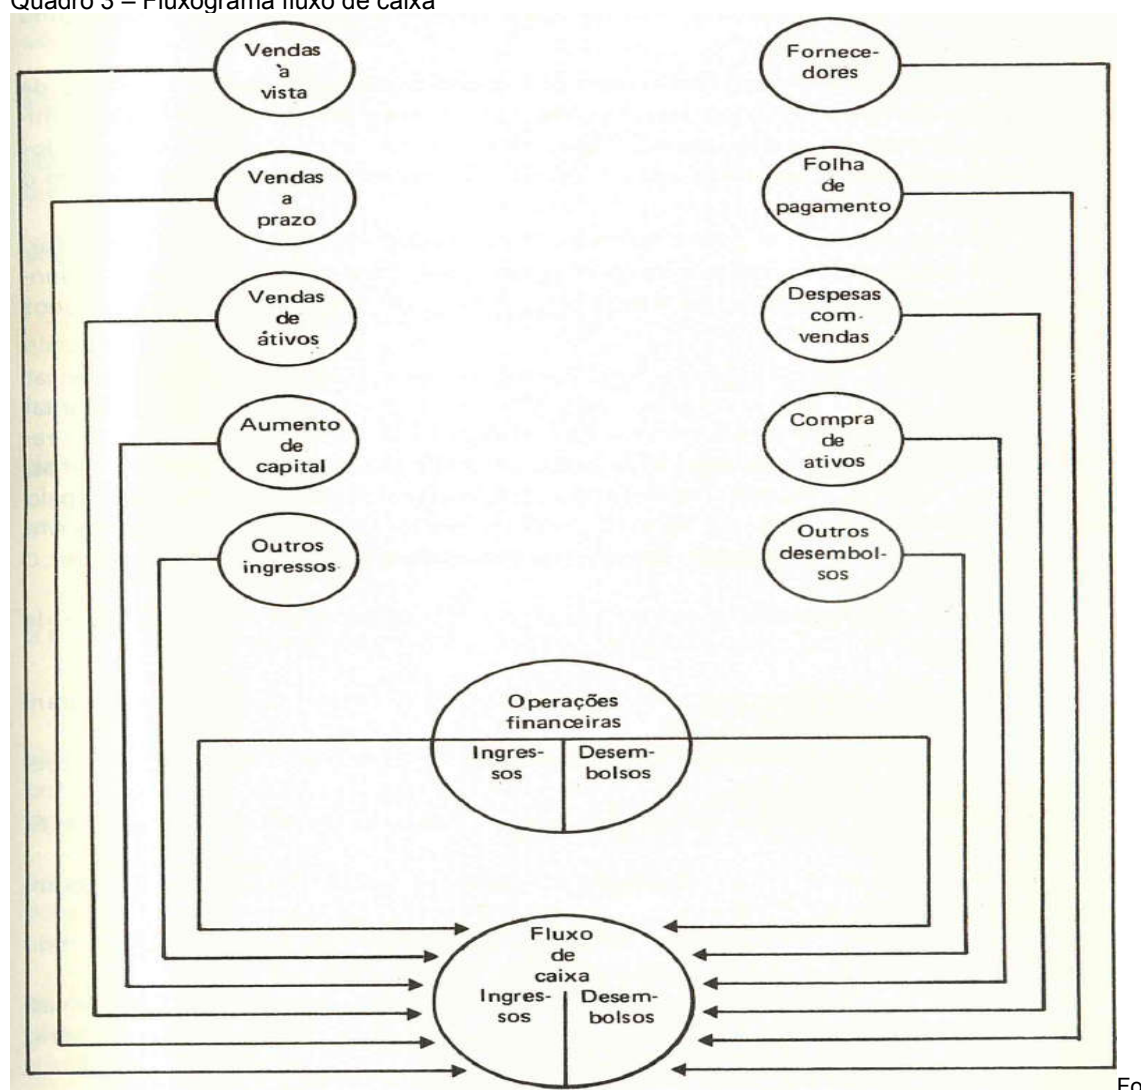 Quadro 3 – Fluxograma fluxo de caixa
Vendas
à
vista
Fornece-
dores
Vendas
a
prazo
Folha
de
pagamento
Vendas
de
átivos
Despesas
com
vendas
Aumento
de
capital
Compra
de
ativos
Outros
ingressos
Outros
desembol-
sos
Operações
financeiras
Ingres-
sos
Desem-
bolsos
Fluxo
de
caixa
Ingres-
sos
Desem-
bolsos
Fo